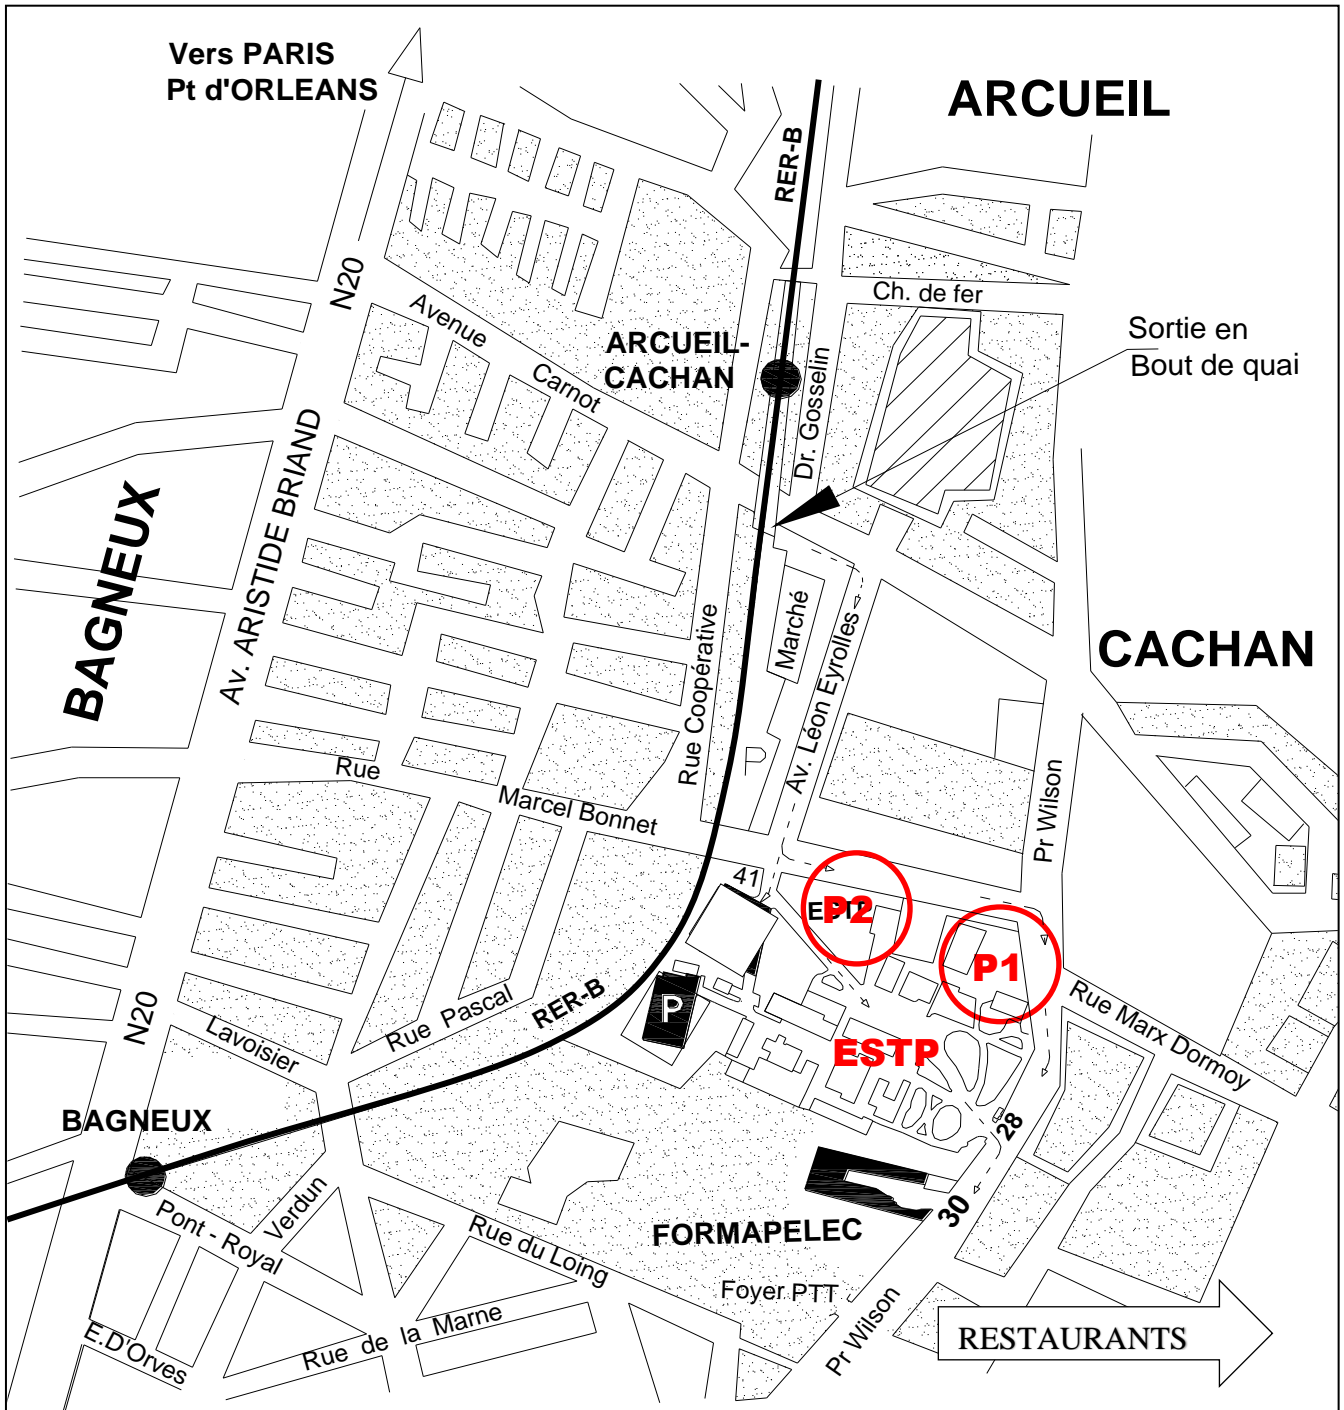 Vers PARIS
Pt d'ORLEANS
ARCUEIL
RER-B
N20
Avenue
Carnot
ARCUEIL-
CACHAN
Ch. de fer
Dr. Gosselin
Sortie en
Bout de quai
BAGNEUX
Av. ARISTIDE BRIAND
Rue Coopérative
Marché
Av. Léon Eyrolles
CACHAN
P
Pr Wilson
Rue
Marcel Bonnet
41
ESTP
P2
P1
P
ESTP
Rue Marx Dormoy
N20
Lavoisier
Rue Pascal
RER-B
BAGNEUX
Pont - Royal
Verdun
28
30
FORMAPELEC
Rue du Loing
Foyer PTT
Pr Wilson
E.D'Orves
Rue de la Marne
RESTAURANTS